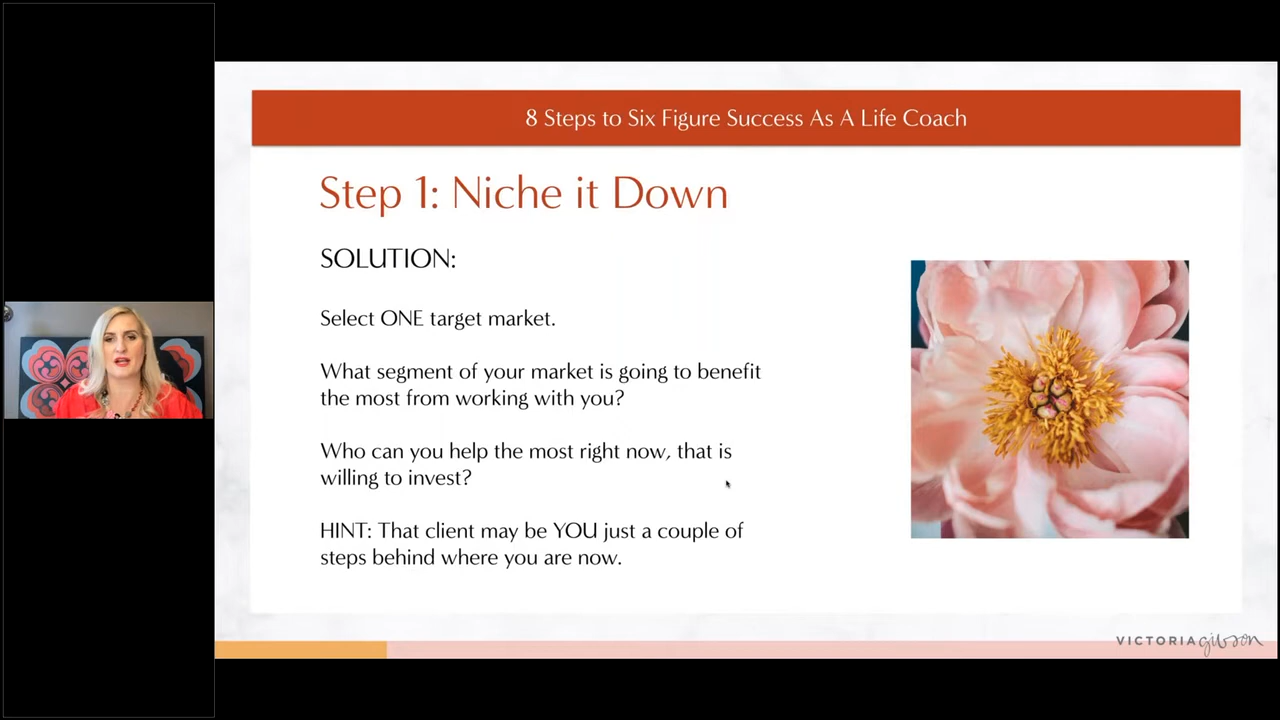 8 Steps to Six Figure Success As A Life Coach
Step 1: Niche it Down
SOLUTION:
Select ONE target market.
What segment of your market is going to benefit
the most from working with you?
Who can you help the most right now, that is
willing to invest?
HINT: That client may be YOU just a couple of
steps behind where you are now.
VICTORIA gibson